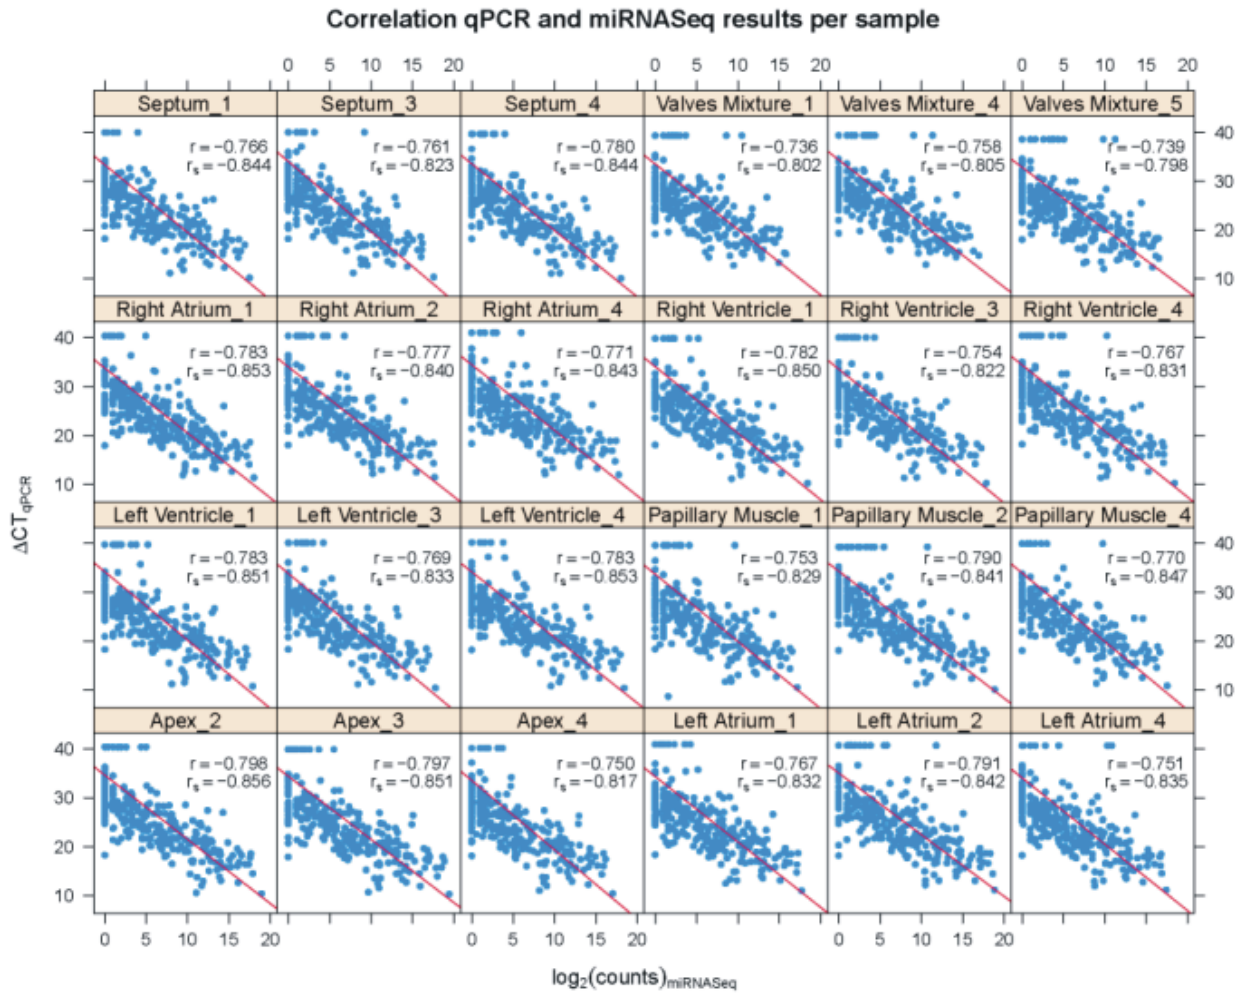 Correlation qPCR and miRNASeq results per sample
0 5 10 15 20 0 5 10 15 20 0 5 10 15 20
Septum_1 Septum_3 Septum_4 Valves Mixture_1 Valves Mixture_4 Valves Mixture_5
r = −0.766 r = −0.761 r = −0.780 r = −0.736 r = −0.758 r = −0.739 40
rs = −0.844 rs = −0.823 rs = −0.844 rs = −0.802 rs = −0.805 rs = −0.798
30
20
10
Right Atrium_1 Right Atrium_2 Right Atrium_4 Right Ventricle_1 Right Ventricle_3 Right Ventricle_4
40 r = −0.783 r = −0.777 r = −0.771 r = −0.782 r = −0.754 r = −0.767
rs = −0.853 rs = −0.840 rs = −0.843 rs = −0.850 rs = −0.822 rs = −0.831
30
20
10
Left Ventricle_1 Left Ventricle_3 Left Ventricle_4 Papillary Muscle_1 Papillary Muscle_2 Papillary Muscle_4
r = −0.783 r = −0.769 r = −0.783 r = −0.753 r = −0.790 r = −0.770 40
rs = −0.851 rs = −0.833 rs = −0.853 rs = −0.829 rs = −0.841 rs = −0.847
30
20
10
Apex_2 Apex_3 Apex_4 Left Atrium_1 Left Atrium_2 Left Atrium_4
40 r = −0.798 r = −0.797 r = −0.750 r = −0.767 r = −0.791 r = −0.751
rs = −0.856 rs = −0.851 rs = −0.817 rs = −0.832 rs = −0.842 rs = −0.835
30
20
10
0 5 10 15 20 0 5 10 15 20 0 5 10 15 20
ΔCTqPCR
log2(counts)miRNASeq